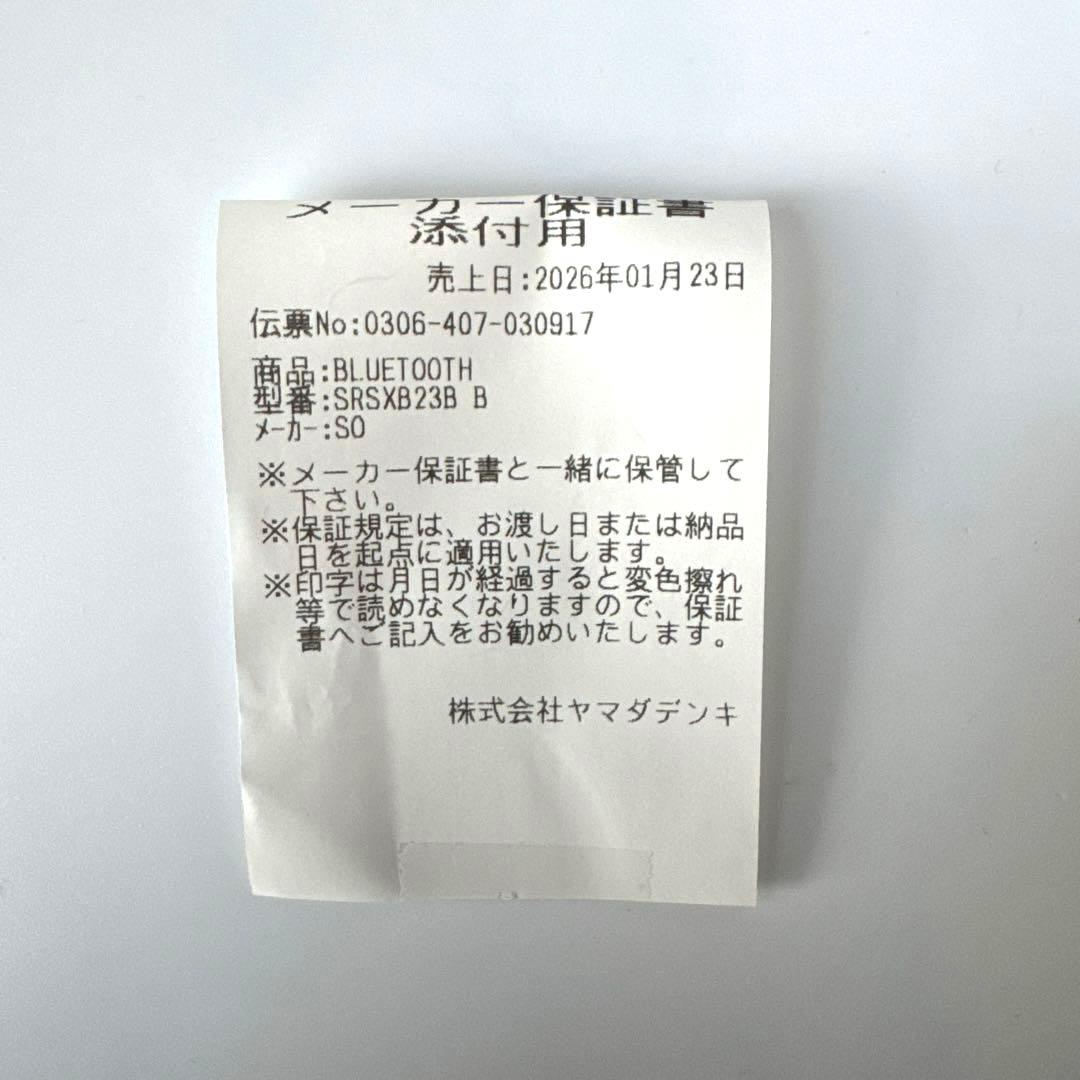 メーカー保証書
添付用
売上日:2026年01月23日
伝票No:0306-407-030917
商品:BLUETOOTH
型番:SRSXB23B B
ﾒｰｶｰ:SO
※メーカー保証書と一緒に保管して
下さい。
※保証規定は、お渡し日または納品
日を起点に適用いたします。
※印字は月日が経過すると変色擦れ
等で読めなくなりますので、保証
書へご記入をお勧めいたします。
株式会社ヤマダデンキ